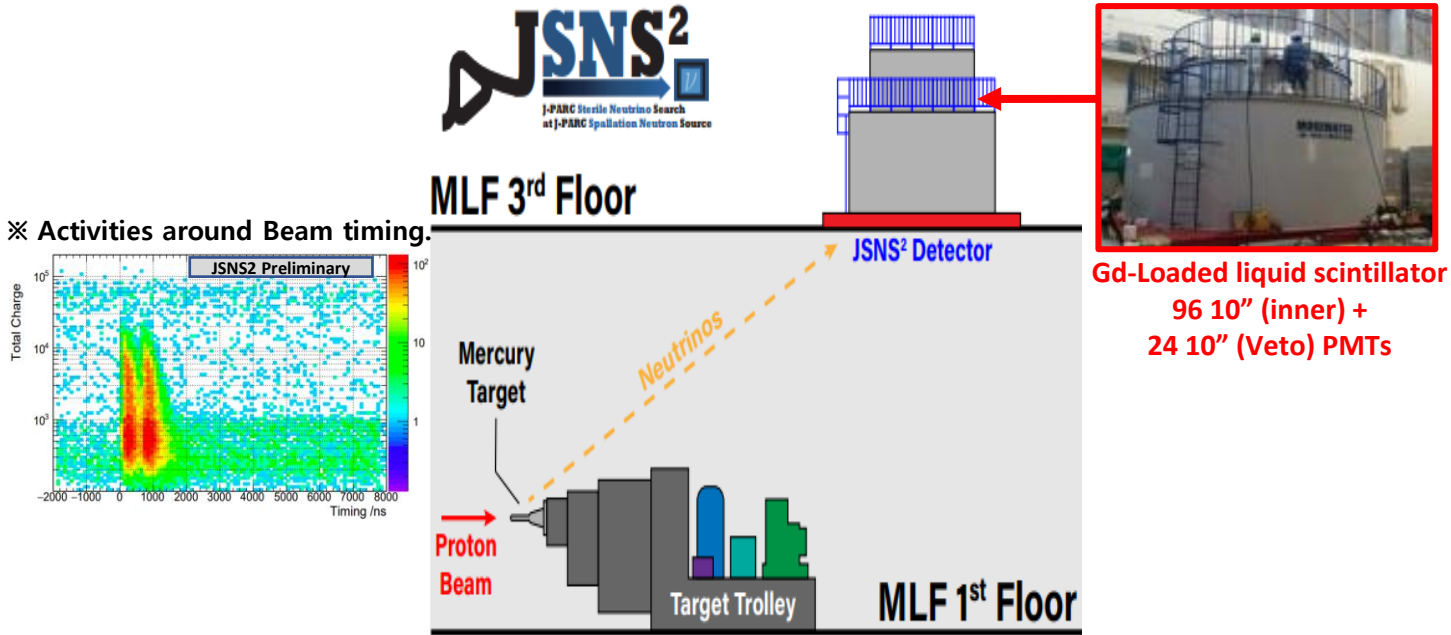 JSNS²
J-PARC Sterile Neutrino Search
at J-PARC Spallation Neutron Source
ν
MLF 3rd Floor
※ Activities around Beam timing.
JSNS2 Preliminary
Total Charge
10⁵
10⁴
10³
10²
10
1
−2000 −1000 0 1000 2000 3000 4000 5000 6000 7000 8000
Timing /ns
JSNS² Detector
Neutrinos
Mercury
Target
Proton
Beam
Target Trolley
MLF 1st Floor
Gd-Loaded liquid scintillator
96 10” (inner) +
24 10” (Veto) PMTs